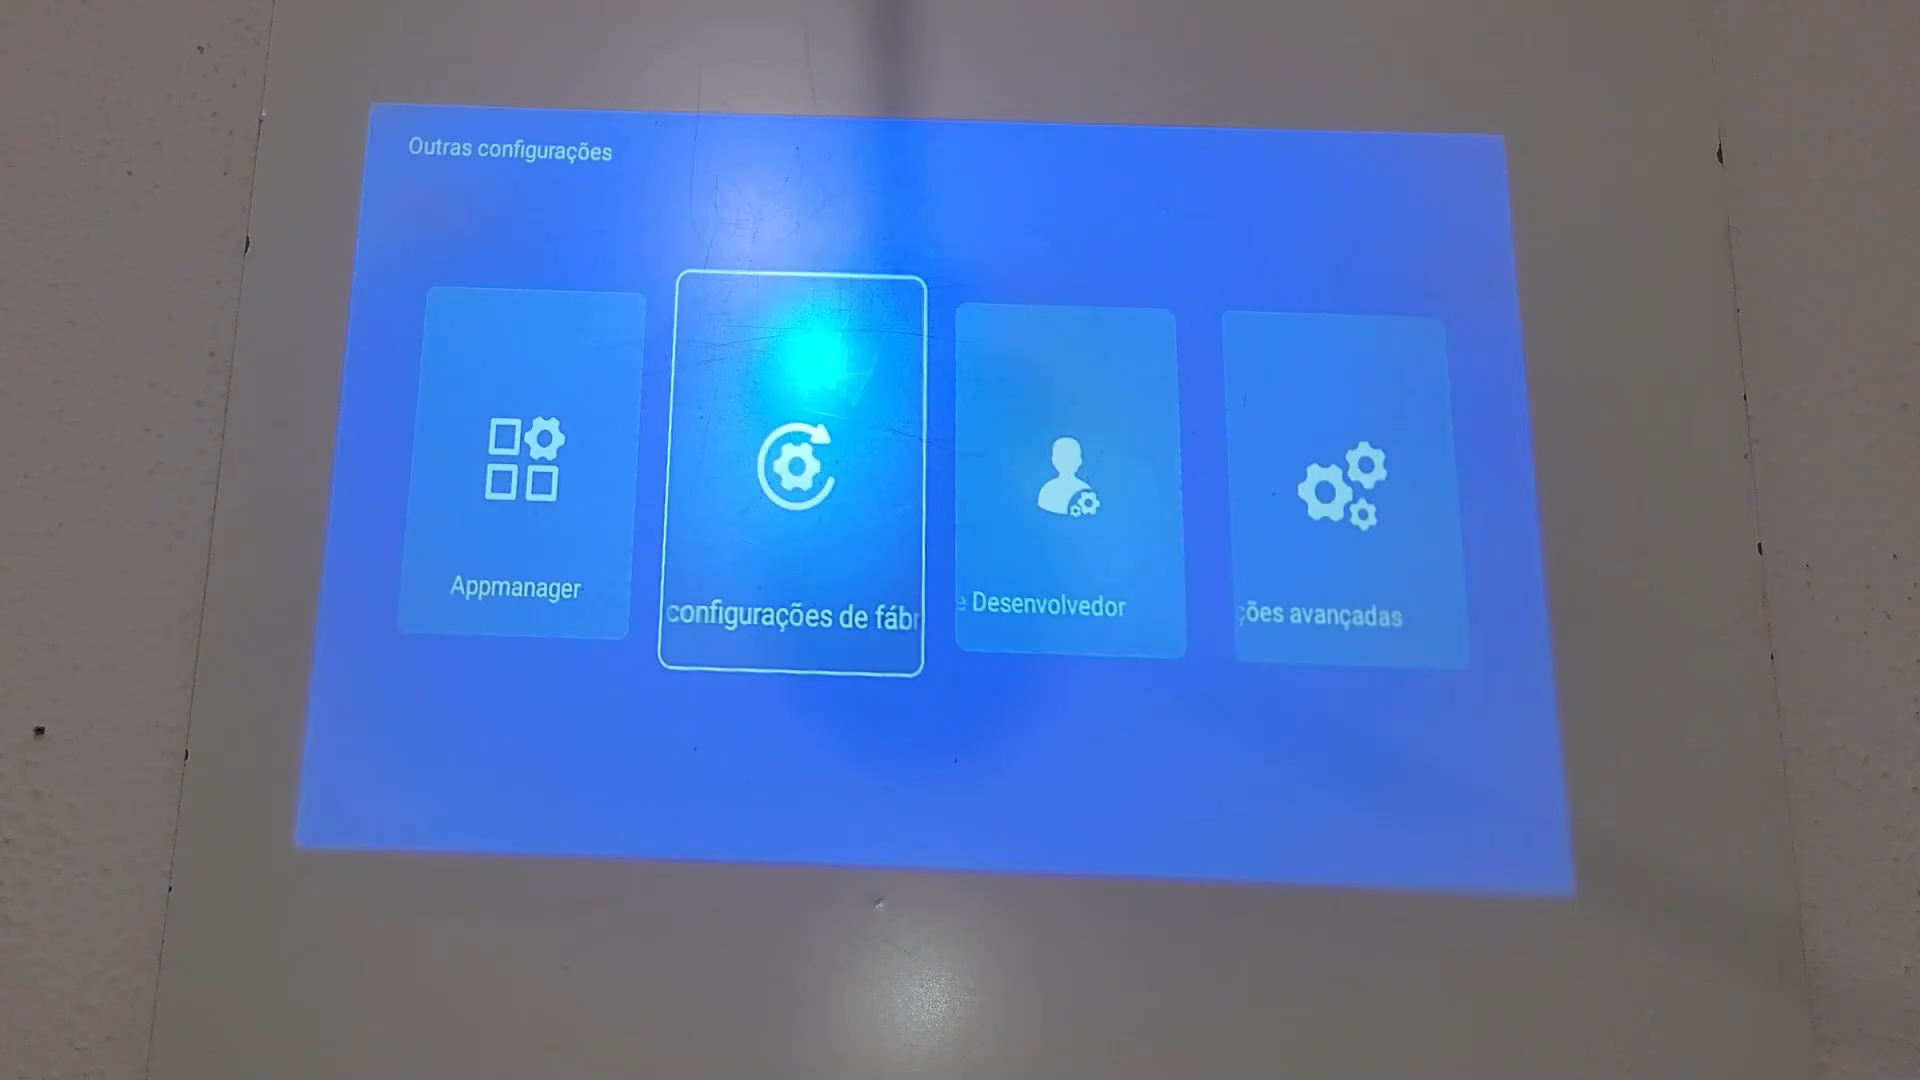 Outras configurações
Appmanager
configurações de fábr
e Desenvolvedor
ções avançadas